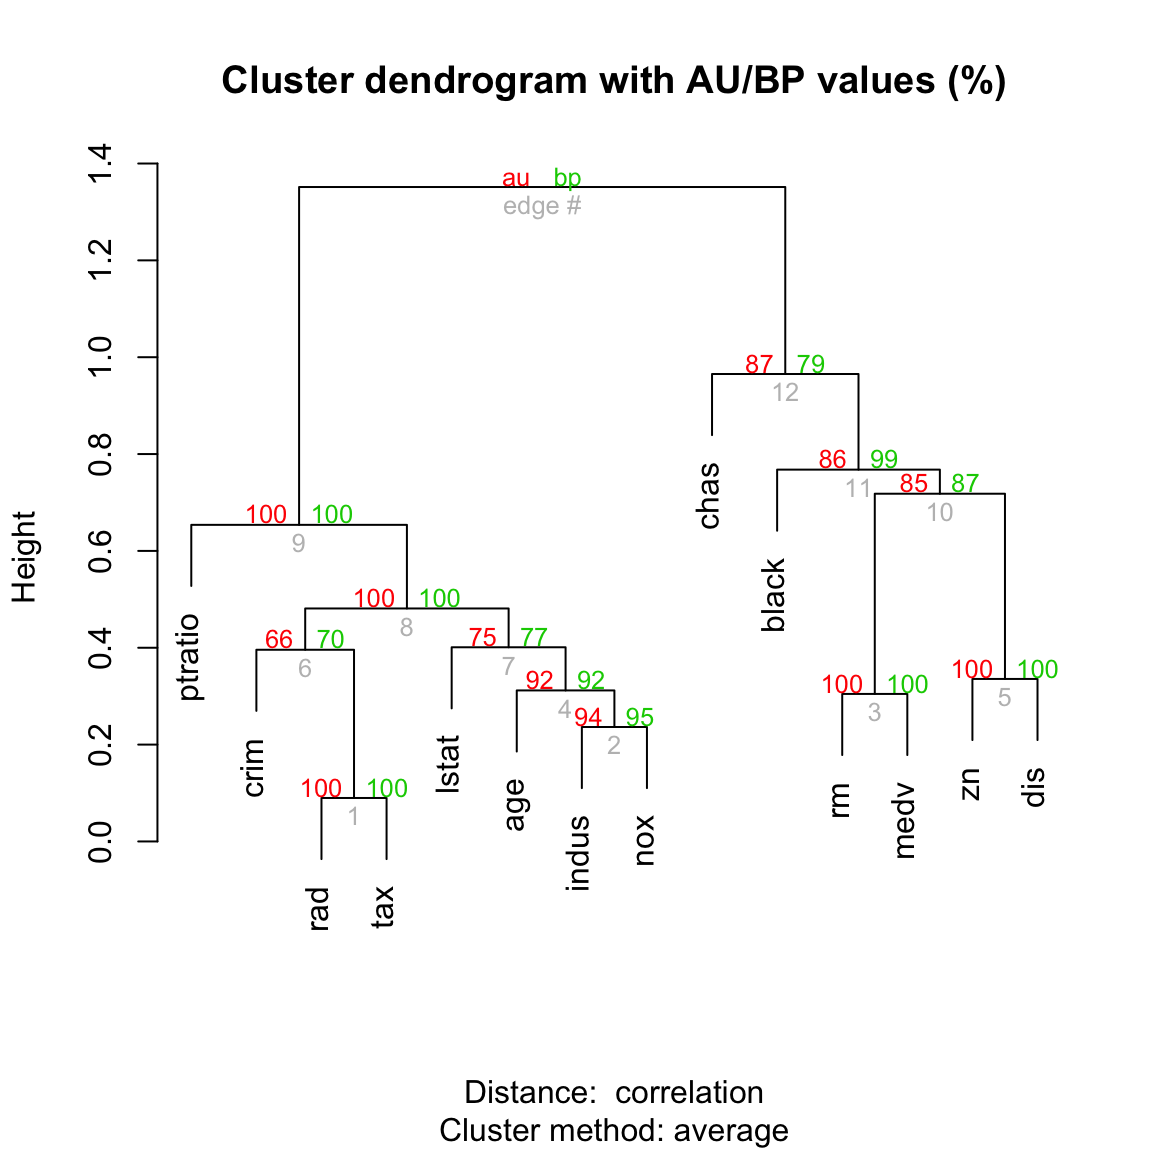 Cluster dendrogram with AU/BP values (%)
Height
1.4
1.2
1.0
0.8
0.6
0.4
0.2
0.0
au bp
edge #
87 79
12
86 99
11
85 87
10
100 100
9
100 100
8
66 70
6
75 77
7
92 92
4
94 95
2
100 100
1
100 100
3
100 100
5
ptratio
crim
rad
tax
lstat
age
indus
nox
chas
black
rm
medv
zn
dis
Distance: correlation
Cluster method: average